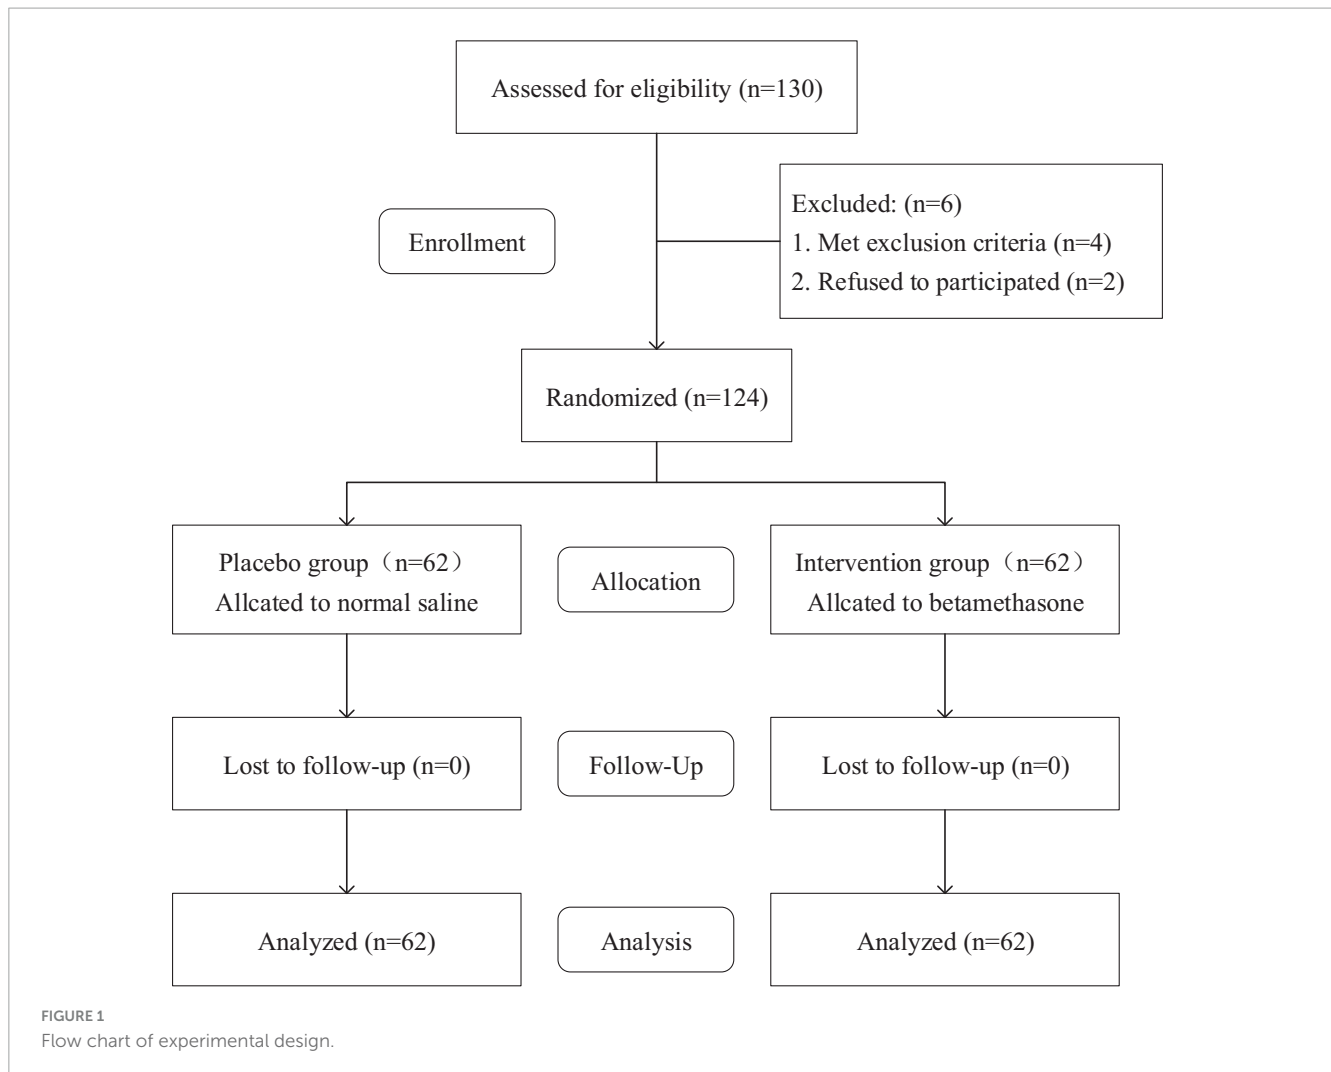 Assessed for eligibility (n=130)
Excluded: (n=6)
1. Met exclusion criteria (n=4)
2. Refused to participated (n=2)
Enrollment
Randomized (n=124)
Placebo group（n=62）
Allcated to normal saline
Allocation
Intervention group（n=62）
Allcated to betamethasone
Lost to follow-up (n=0)
Follow-Up
Lost to follow-up (n=0)
Analyzed (n=62)
Analysis
Analyzed (n=62)
FIGURE 1
Flow chart of experimental design.